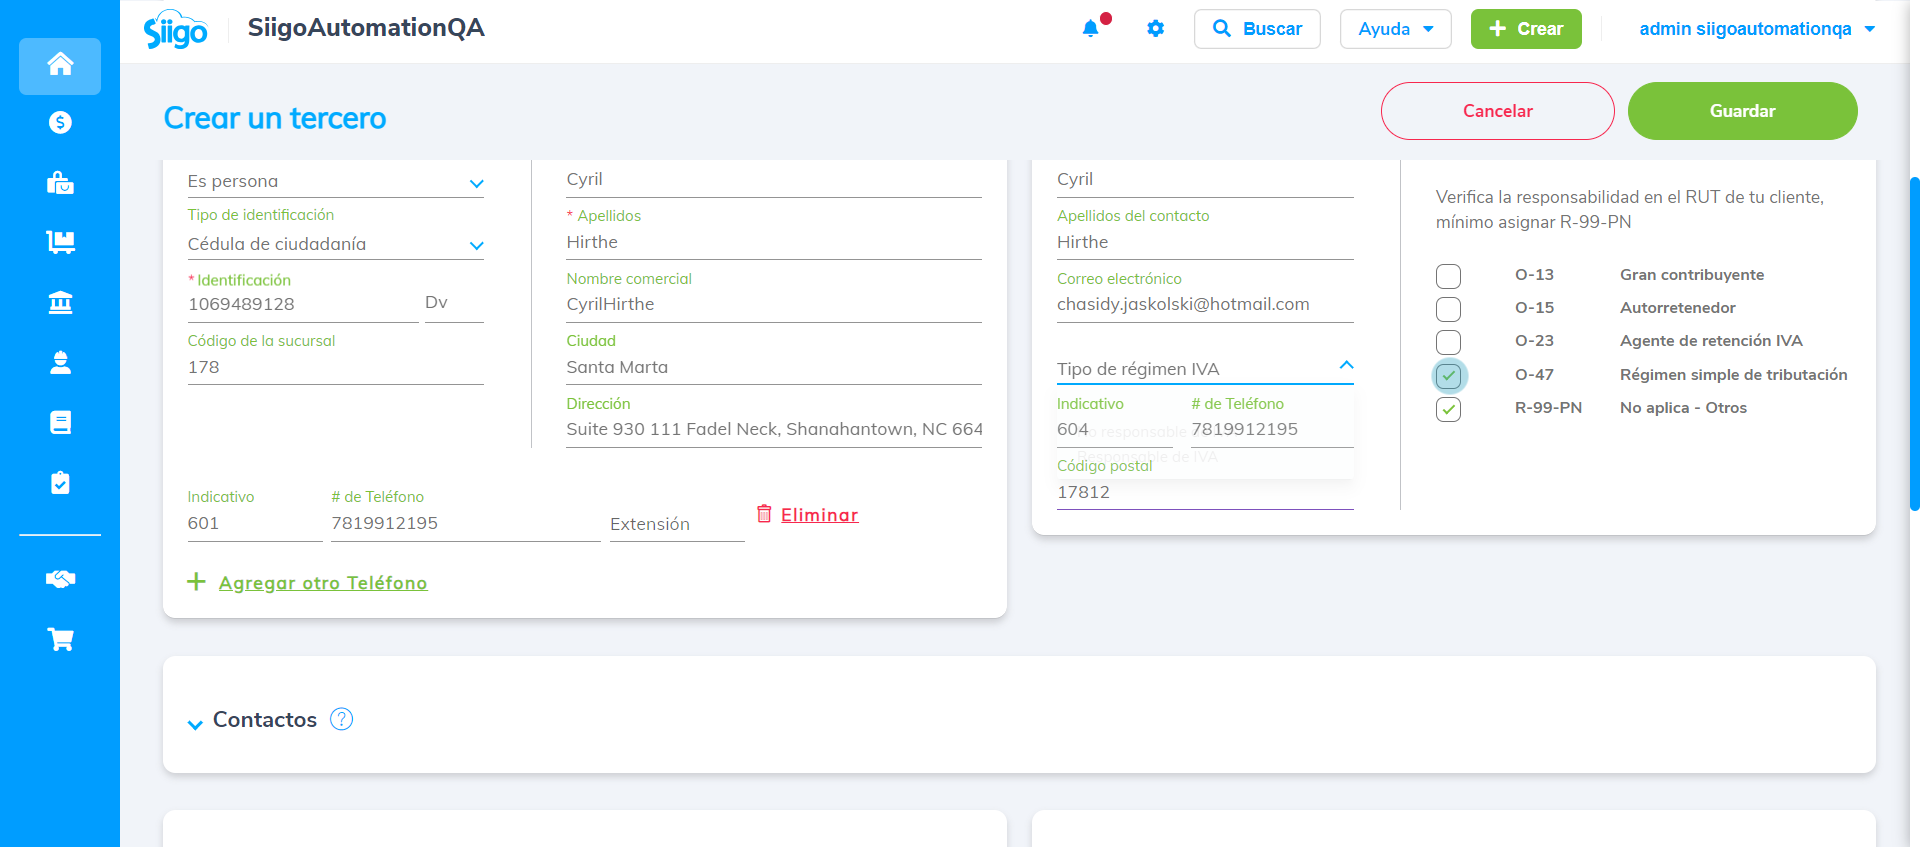 Siigo
SiigoAutomationQA
Buscar
Ayuda
Crear
admin siigoautomationqa
Crear un tercero
Cancelar
Guardar
Es persona
Tipo de identificación
Cédula de ciudadanía
* Identificación
1069489128
Dv
Código de la sucursal
178
Cyril
* Apellidos
Hirthe
Nombre comercial
CyrilHirthe
Ciudad
Santa Marta
Dirección
Suite 930 111 Fadel Neck, Shanahantown, NC 664
Indicativo
601
# de Teléfono
7819912195
Extensión
Eliminar
Agregar otro Teléfono
Cyril
Apellidos del contacto
Hirthe
Correo electrónico
chasidy.jaskolski@hotmail.com
Tipo de régimen IVA
Indicativo
604
# de Teléfono
7819912195
responsable de
Responsable de IVA
Código postal
17812
Verifica la responsabilidad en el RUT de tu cliente,
mínimo asignar R-99-PN
O-13 Gran contribuyente
O-15 Autorretenedor
O-23 Agente de retención IVA
O-47 Régimen simple de tributación
R-99-PN No aplica - Otros
Contactos ?